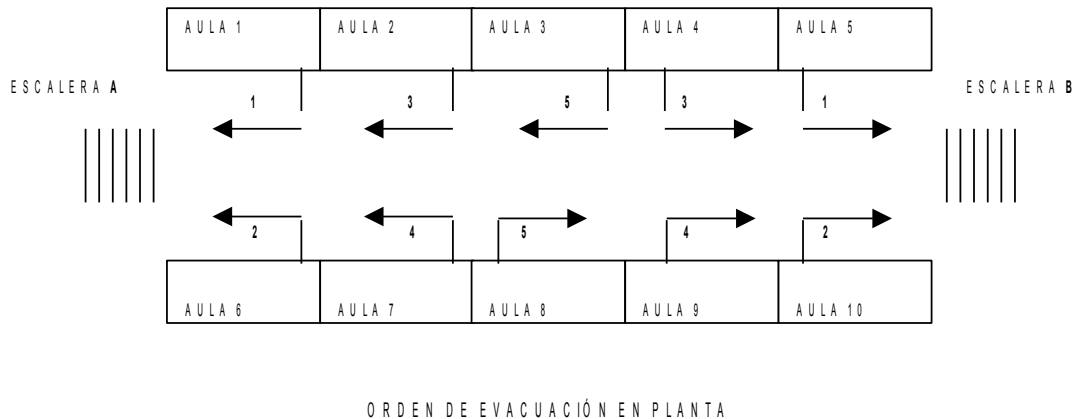 AULA 1 AULA 2 AULA 3 AULA 4 AULA 5
ESCALERA A ESCALERA B
1 3 5 3 1
2 4 5 4 2
AULA 6 AULA 7 AULA 8 AULA 9 AULA 10
ORDEN DE EVACUACIÓN EN PLANTA